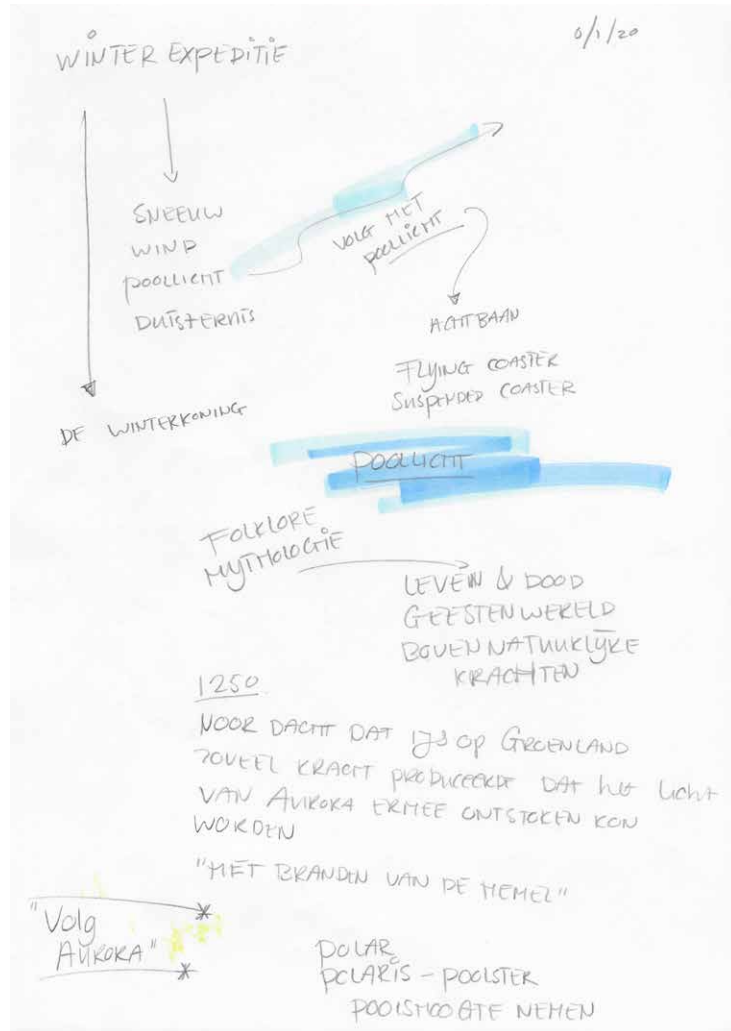 6/1/20
WINTER EXPEDITIE
SNEEUW
WIND
POOLLICHT
DUISTERNIS
VOLG HET
POOLLICHT
ACHTBAAN
FLYING COASTER
SUSPENDED COASTER
DE WINTERKONING
POOLLICHT
FOLKLORE
MYTHOLOGIE
LEVEN & DOOD
GEESTENWERELD
BOVENNATUURLIJKE
KRACHTEN
1250
NOOR DACHT DAT IJS OP GROENLAND
ZOVEEL KRACHT PRODUCEERDE DAT het licht
VAN AURORA ERMEE ONTSTOKEN KON
WORDEN
"HET BRANDEN VAN DE HEMEL"
"Volg
AURORA"
POLAR
POLARIS - POOLSTER
POOLSHOOGTE NEMEN